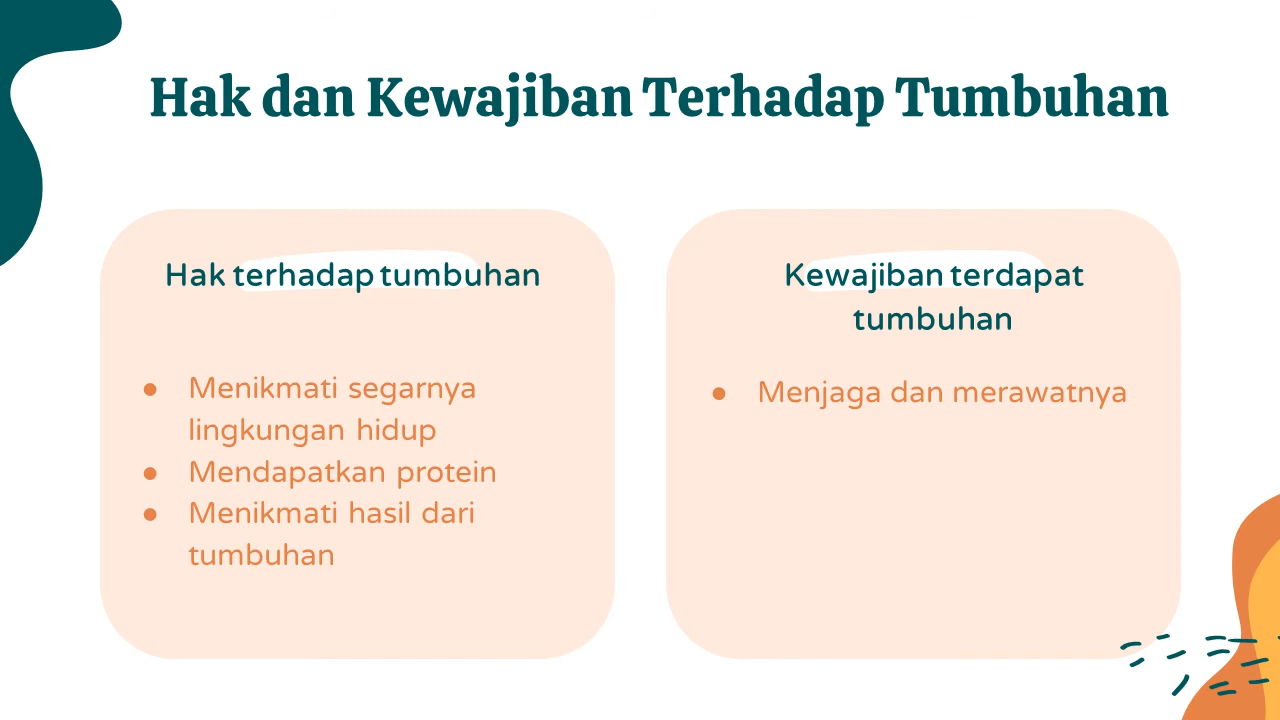 Hak dan Kewajiban Terhadap Tumbuhan
Hak terhadap tumbuhan
● Menikmati segarnya
lingkungan hidup
● Mendapatkan protein
● Menikmati hasil dari
tumbuhan
Kewajiban terdapat
tumbuhan
● Menjaga dan merawatnya